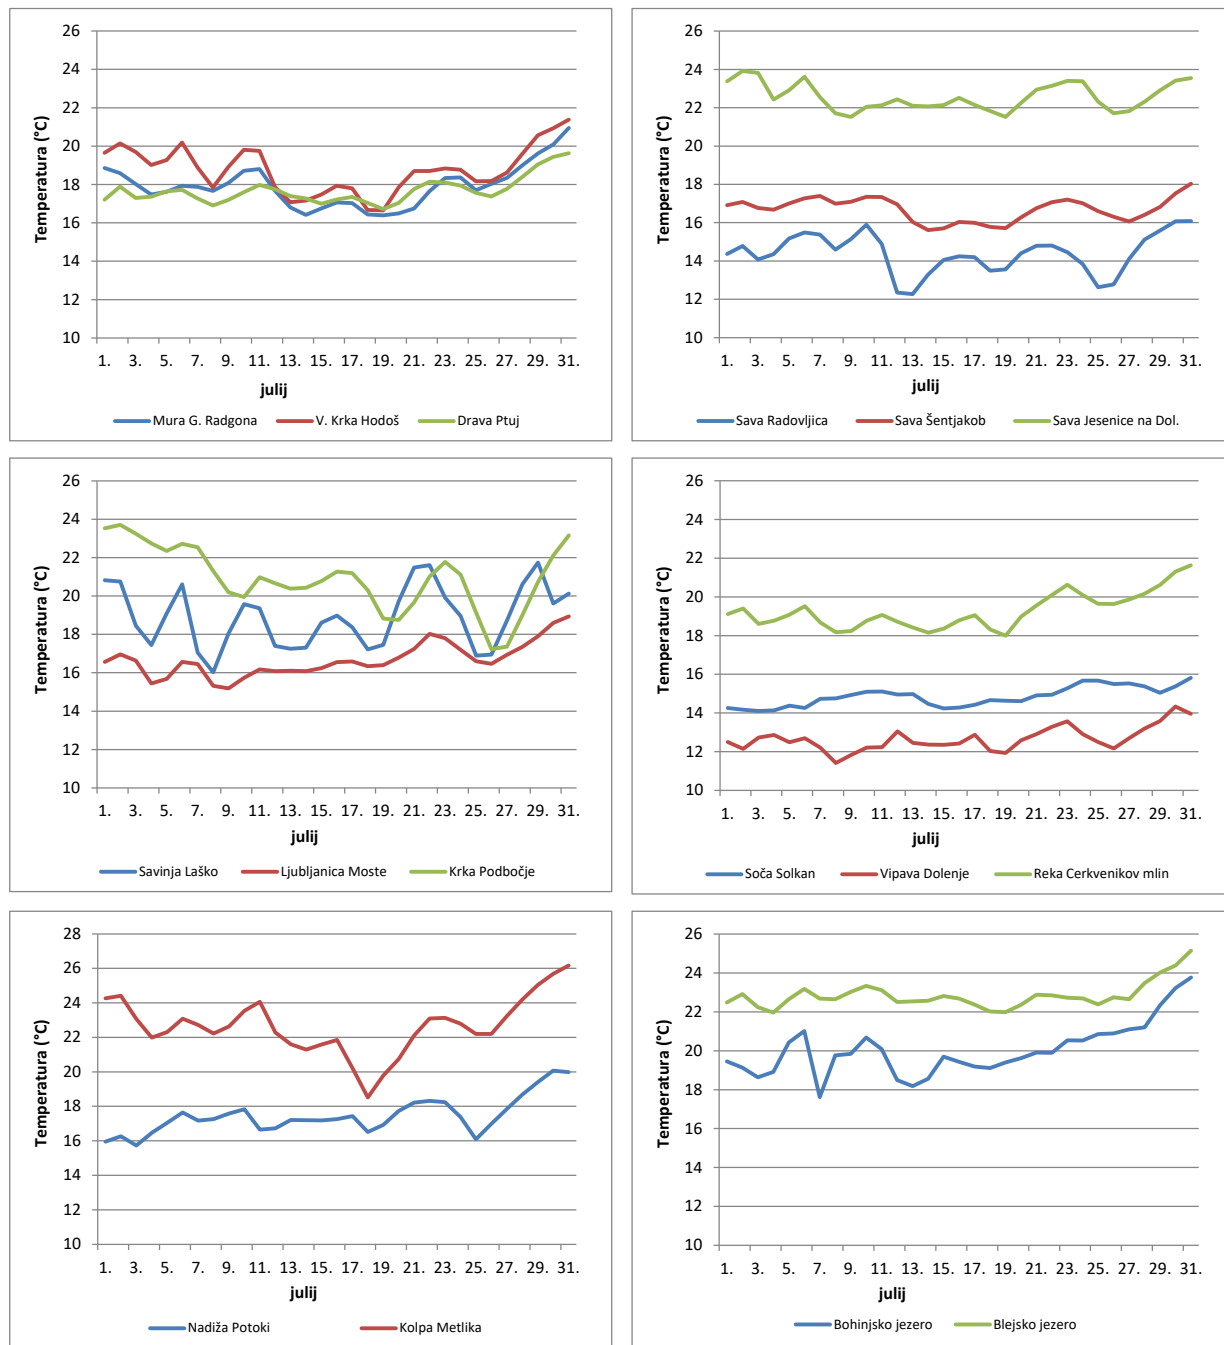 26
24
22
20
18
16
14
12
10
Temperatura (°C)
1. 3. 5. 7. 9. 11. 13. 15. 17. 19. 21. 23. 25. 27. 29. 31.
julij
Mura G. Radgona V. Krka Hodoš Drava Ptuj
26
24
22
20
18
16
14
12
10
Temperatura (°C)
1. 3. 5. 7. 9. 11. 13. 15. 17. 19. 21. 23. 25. 27. 29. 31.
julij
Sava Radovljica Sava Šentjakob Sava Jesenice na Dol.
26
24
22
20
18
16
14
12
10
Temperatura (°C)
1. 3. 5. 7. 9. 11. 13. 15. 17. 19. 21. 23. 25. 27. 29. 31.
julij
Savinja Laško Ljubljanica Moste Krka Podbočje
26
24
22
20
18
16
14
12
10
Temperatura (°C)
1. 3. 5. 7. 9. 11. 13. 15. 17. 19. 21. 23. 25. 27. 29. 31.
julij
Soča Solkan Vipava Dolenje Reka Cerkvenikov mlin
28
26
24
22
20
18
16
14
12
10
Temperatura (°C)
1. 3. 5. 7. 9. 11. 13. 15. 17. 19. 21. 23. 25. 27. 29. 31.
julij
Nadiža Potoki Kolpa Metlika
26
24
22
20
18
16
14
12
10
Temperatura (°C)
1. 3. 5. 7. 9. 11. 13. 15. 17. 19. 21. 23. 25. 27. 29. 31.
julij
Bohinjsko jezero Blejsko jezero